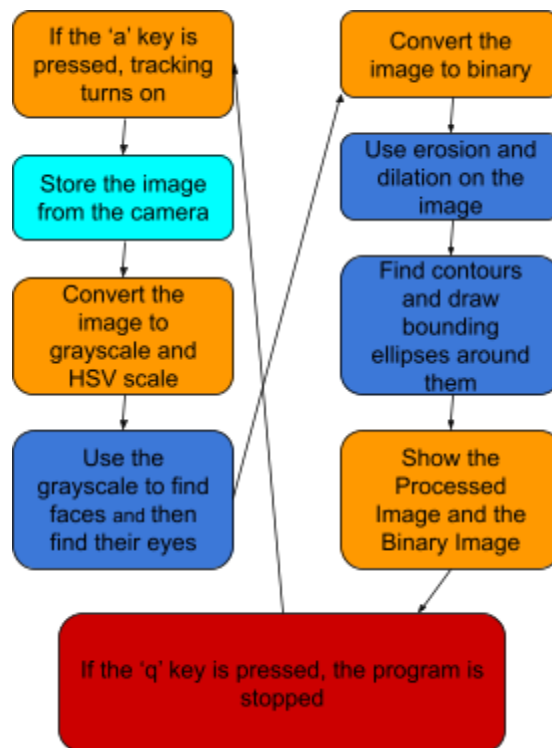 If the ‘a’ key is
pressed, tracking
turns on
Store the image
from the camera
Convert the
image to
grayscale and
HSV scale
Use the
grayscale to find
faces and then
find their eyes
Convert the
image to binary
Use erosion and
dilation on the
image
Find contours
and draw
bounding
ellipses around
them
Show the
Processed
Image and the
Binary Image
If the ‘q’ key is pressed, the program is
stopped